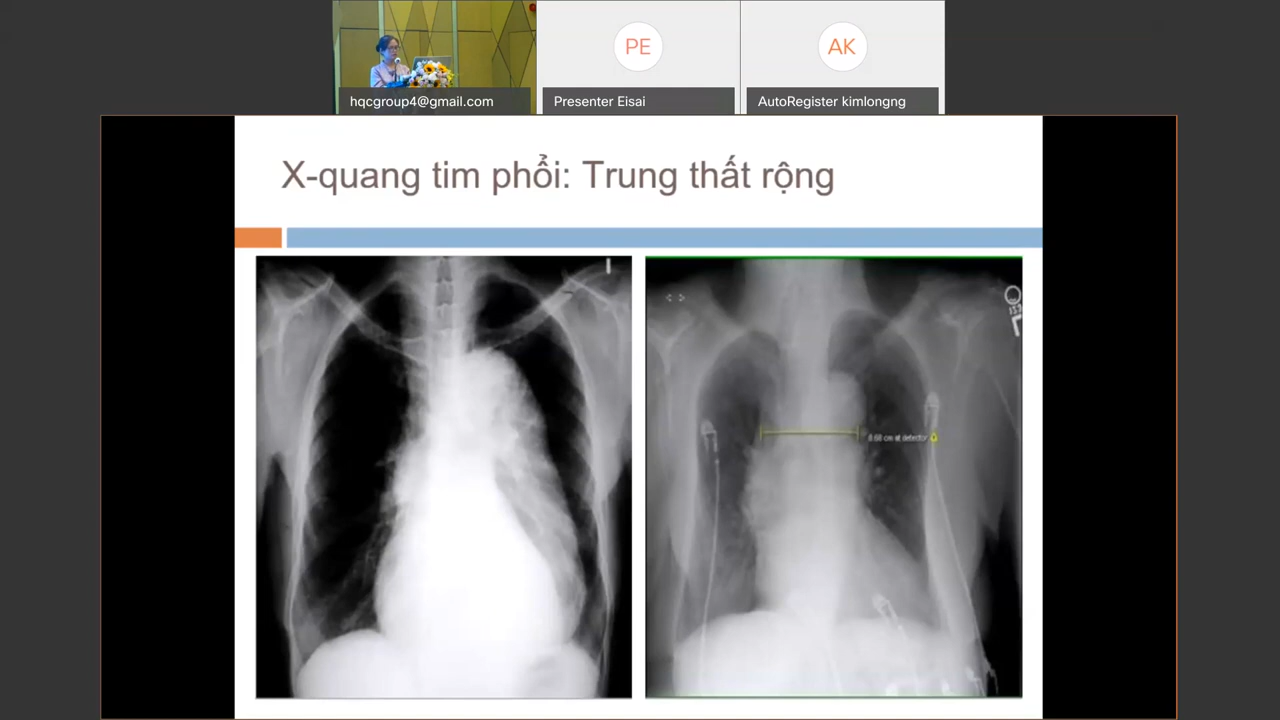 PE
AK
hqcgroup4@gmail.com
Presenter Eisai
AutoRegister kimlongng
X-quang tim phổi: Trung thất rộng
8.68 cm at detector